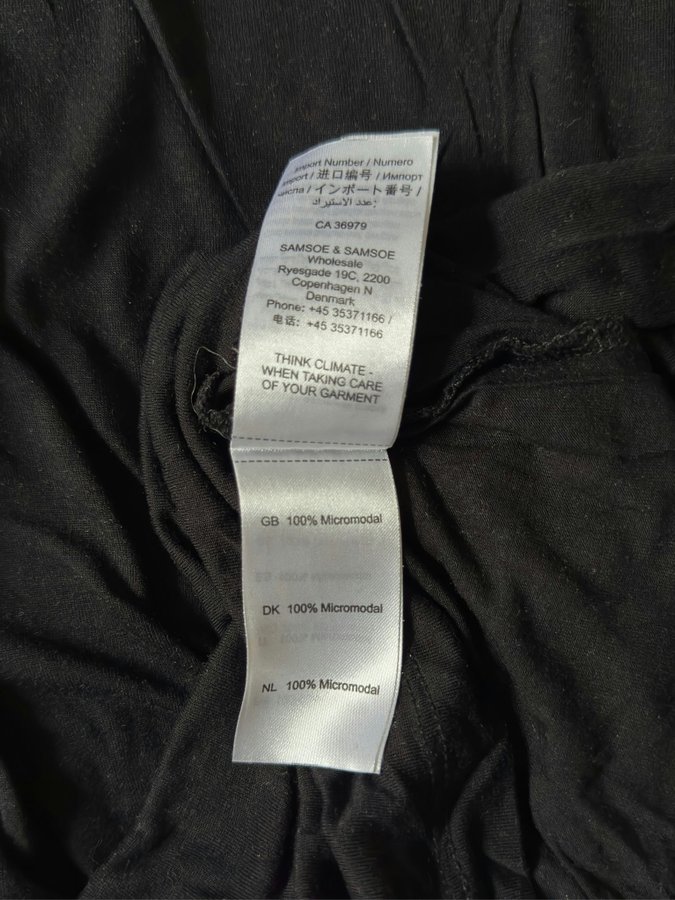 Import Number / Numero
import / 进口编号 / Импорт
числа / インポート番号 /
عدد الاستيراد:
CA 36979
SAMSOE & SAMSOE
Wholesale
Ryesgade 19C, 2200
Copenhagen N
Denmark
Phone: +45 35371166 /
电话: +45 35371166
THINK CLIMATE -
WHEN TAKING CARE
OF YOUR GARMENT
GB 100% Micromodal
DK 100% Micromodal
NL 100% Micromodal